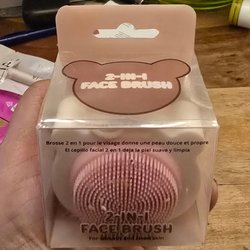 2-IN-1
FACE BRUSH
Brosse 2 en 1 pour le visage donne une peau douce et propre
El cepillo facial 2 en 1 deja la piel suave y limpia
2-IN-1
FACE BRUSH